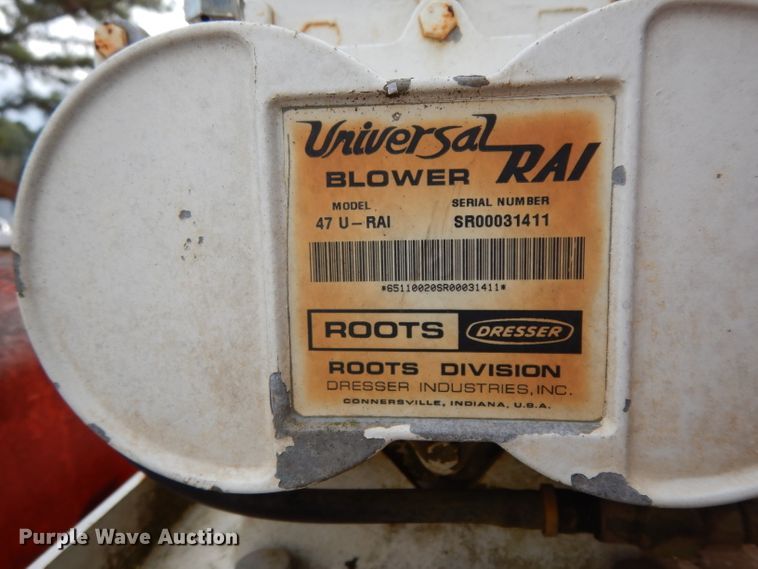 Universal RAI
BLOWER
MODEL SERIAL NUMBER
47 U-RAI SR00031411
*65110020SR00031411*
ROOTS DRESSER
ROOTS DIVISION
DRESSER INDUSTRIES, INC.
CONNERSVILLE, INDIANA, U.S.A.
Purple Wave Auction